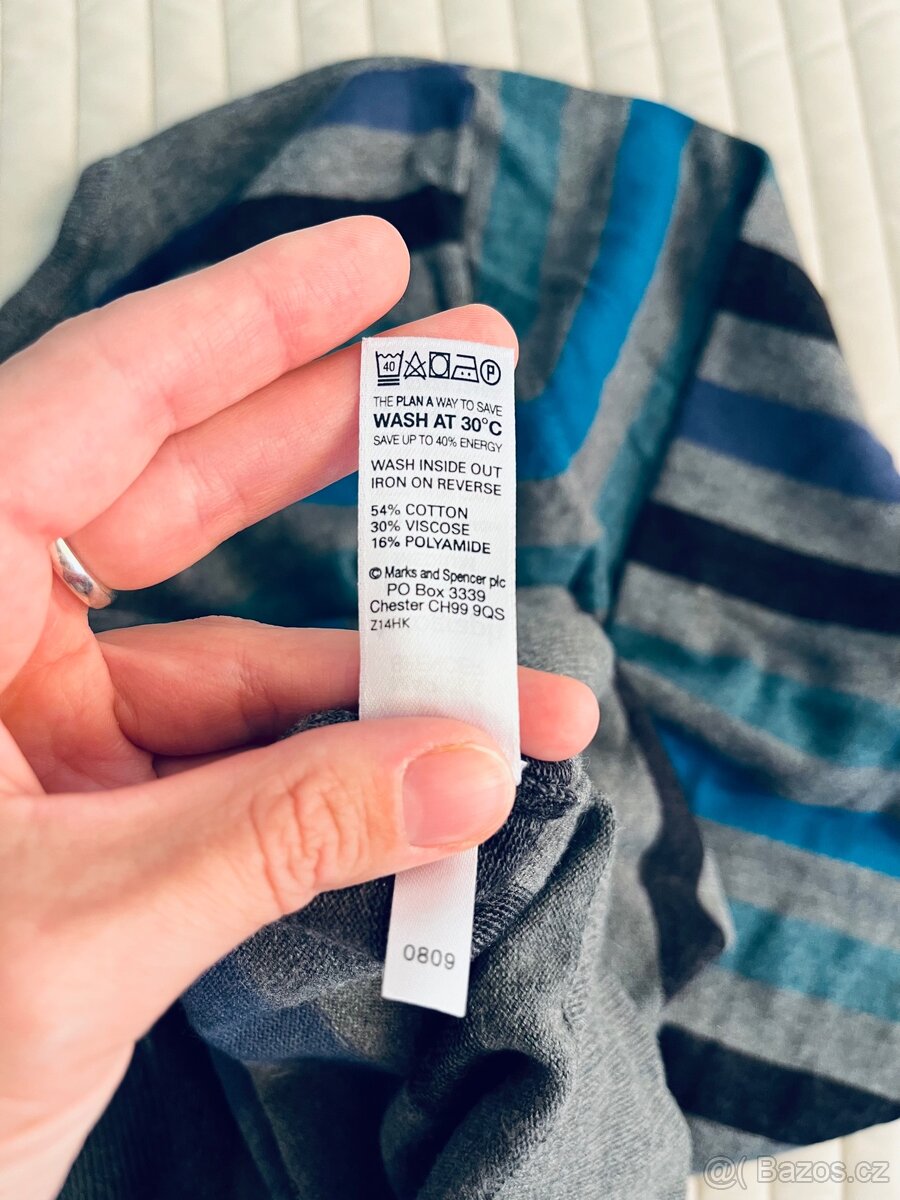 40 P
THE PLAN A WAY TO SAVE
WASH AT 30°C
SAVE UP TO 40% ENERGY
WASH INSIDE OUT
IRON ON REVERSE
54% COTTON
30% VISCOSE
16% POLYAMIDE
© Marks and Spencer plc
PO Box 3339
Chester CH99 9QS
Z14HK
0809
@( Bazos.cz